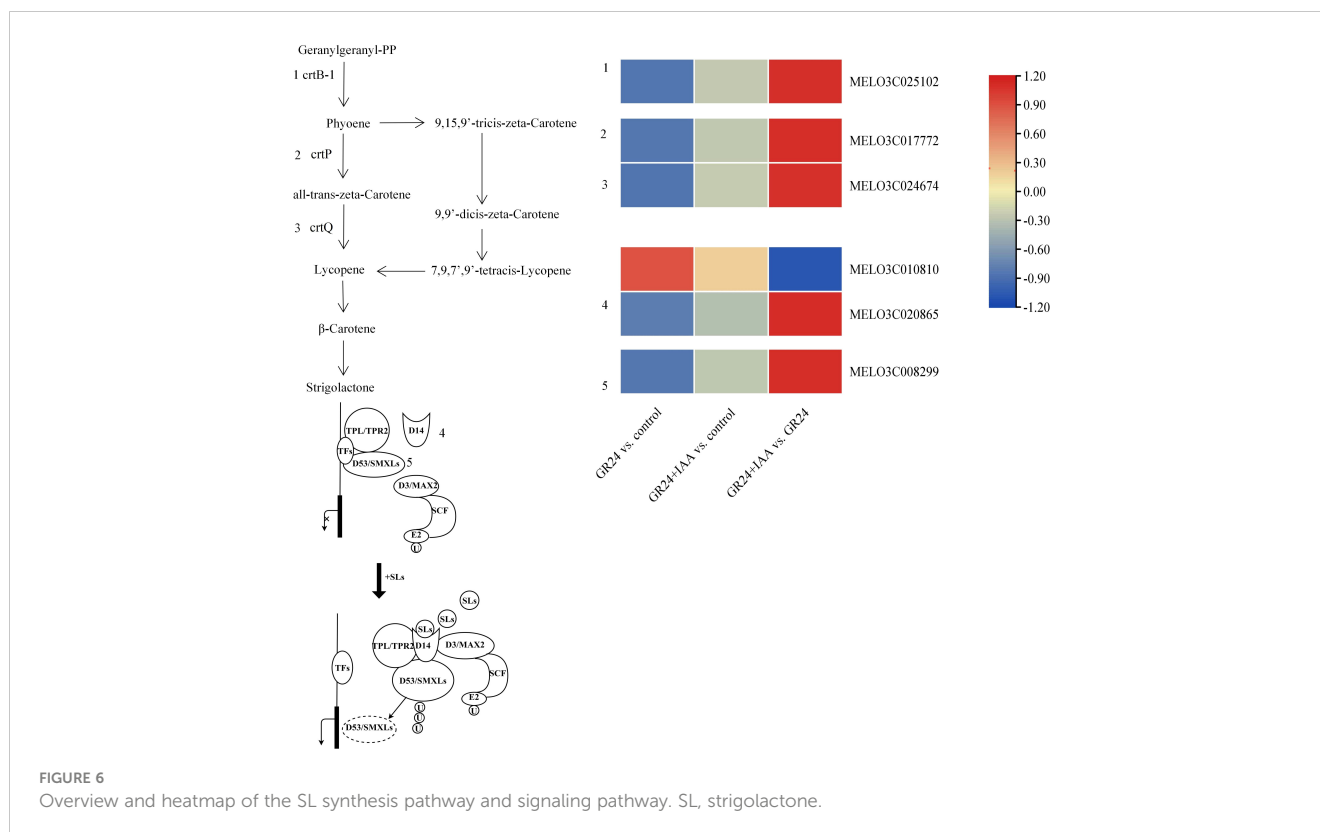 Geranylgeranyl-PP
1 crtB-1
Phyoene
9,15,9’-tricis-zeta-Carotene
2 crtP
all-trans-zeta-Carotene
9,9’-dicis-zeta-Carotene
3 crtQ
Lycopene
7,9,7’,9’-tetracis-Lycopene
β-Carotene
Strigolactone
TPL/TPR2
D14
4
TFs
D53/SMXLs
5
D3/MAX2
SCF
×
E2
U
+SLs
SLs
SLs
SLs
TPL/TPR2
D14
D3/MAX2
TFs
D53/SMXLs
SCF
E2
U
U
U
U
D53/SMXLs
1
MELO3C025102
2
MELO3C017772
3
MELO3C024674
MELO3C010810
4
MELO3C020865
5
MELO3C008299
GR24 vs. control
GR24+IAA vs. control
GR24+IAA vs. GR24
1.20
0.90
0.60
0.30
0.00
-0.30
-0.60
-0.90
-1.20
FIGURE 6
Overview and heatmap of the SL synthesis pathway and signaling pathway. SL, strigolactone.